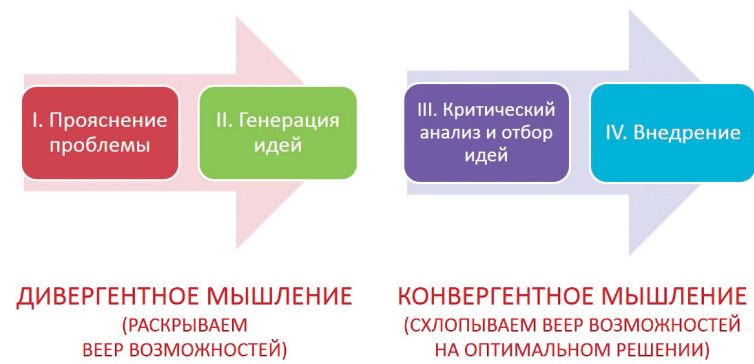 I. Прояснение
проблемы
II. Генерация
идей
III. Критический
анализ и отбор
идей
IV. Внедрение
ДИВЕРГЕНТНОЕ МЫШЛЕНИЕ
(РАСКРЫВАЕМ
ВЕЕР ВОЗМОЖНОСТЕЙ)
КОНВЕРГЕНТНОЕ МЫШЛЕНИЕ
(СХЛОПЫВАЕМ ВЕЕР ВОЗМОЖНОСТЕЙ
НА ОПТИМАЛЬНОМ РЕШЕНИИ)